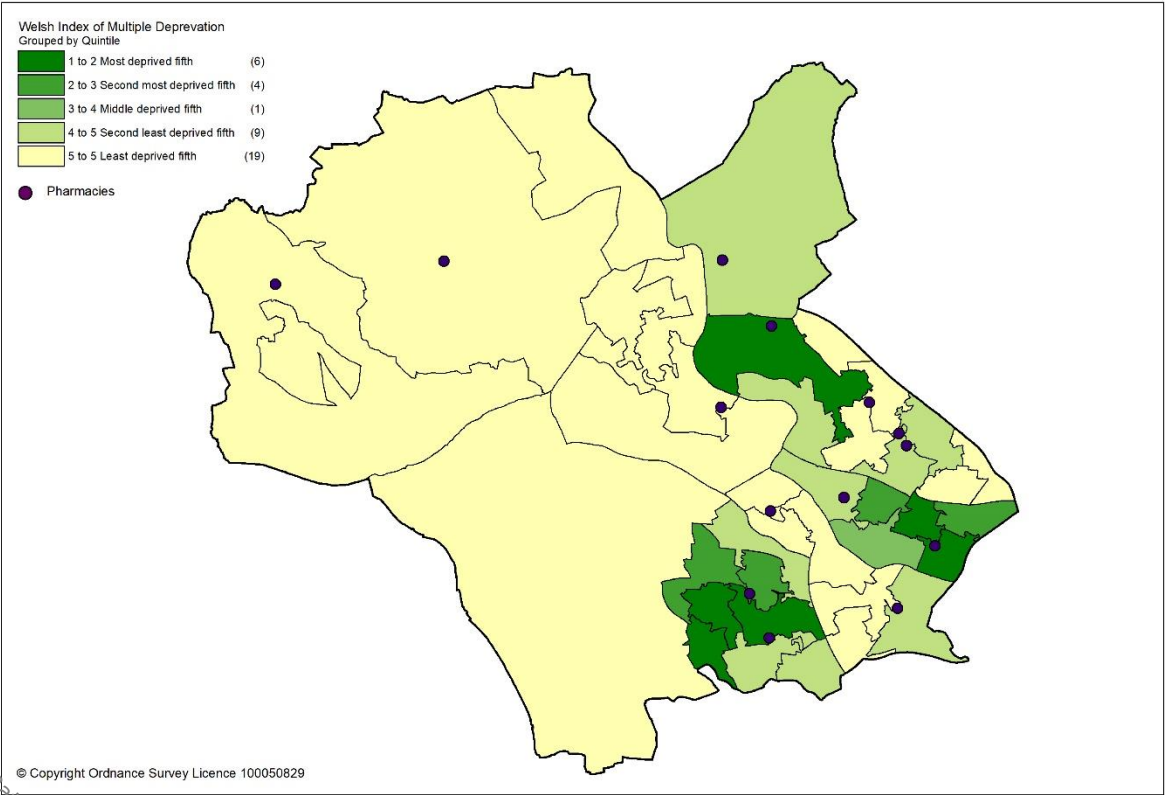 Welsh Index of Multiple Deprevation
Grouped by Quintile
1 to 2 Most deprived fifth (6)
2 to 3 Second most deprived fifth (4)
3 to 4 Middle deprived fifth (1)
4 to 5 Second least deprived fifth (9)
5 to 5 Least deprived fifth (19)
Pharmacies
© Copyright Ordnance Survey Licence 100050829